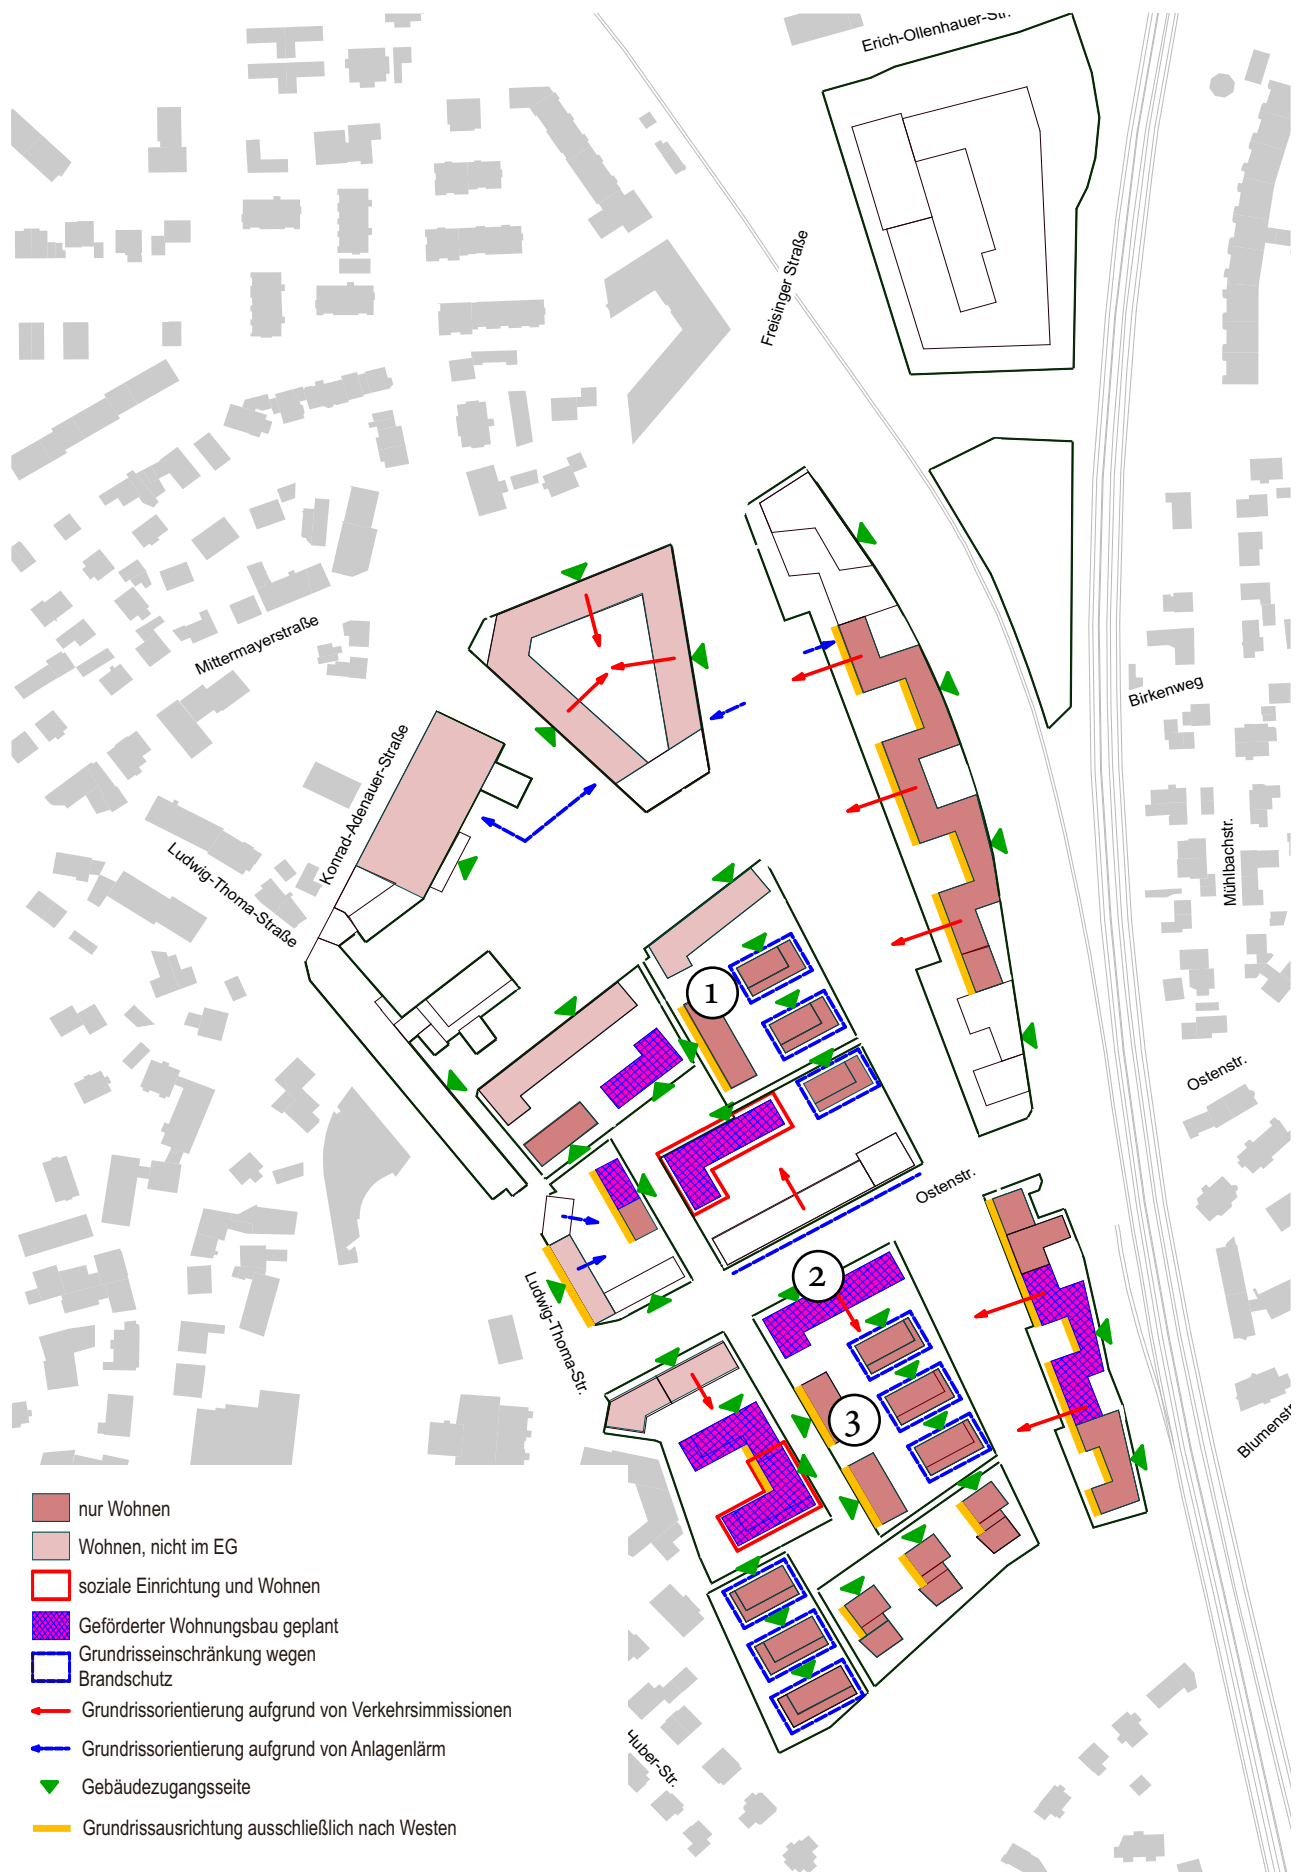 Erich-Ollenhauer-Str.
Freisinger Straße
Mittermayerstraße
Birkenweg
Konrad-Adenauer-Straße
Ludwig-Thoma-Straße
Mühlbachstr.
1
Ostenstr.
Ostenstr.
2
Ludwig-Thoma-Str.
3
Blumenstr
nur Wohnen
Wohnen, nicht im EG
soziale Einrichtung und Wohnen
Geförderter Wohnungsbau geplant
Grundrisseinschränkung wegen
Brandschutz
Grundrissorientierung aufgrund von Verkehrsimmissionen
Grundrissorientierung aufgrund von Anlagenlärm
Gebäudezugangsseite
Grundrissausrichtung ausschließlich nach Westen
Huber-Str.